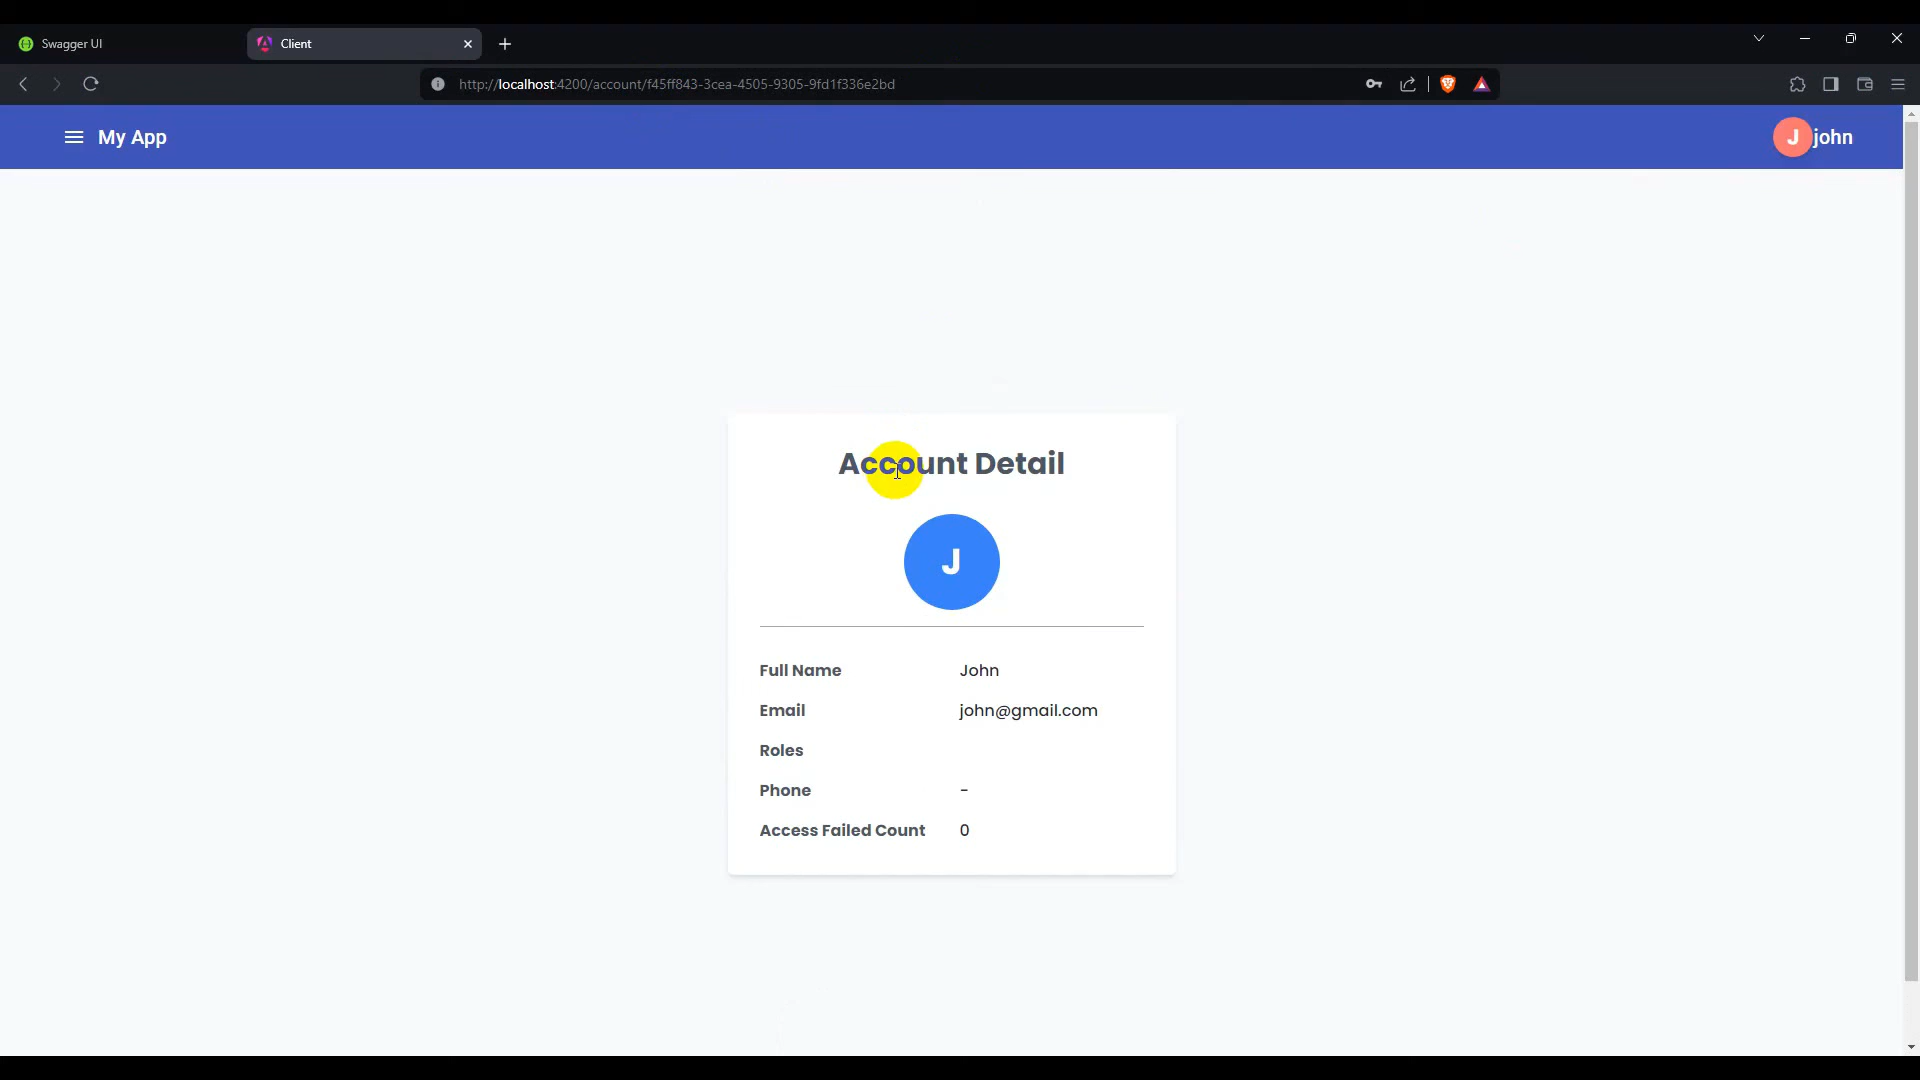 Swagger UI
Client
http://localhost:4200/account/f45ff843-3cea-4505-9305-9fd1f336e2bd
My App
J john
Account Detail
J
Full Name John
Email john@gmail.com
Roles
Phone -
Access Failed Count 0